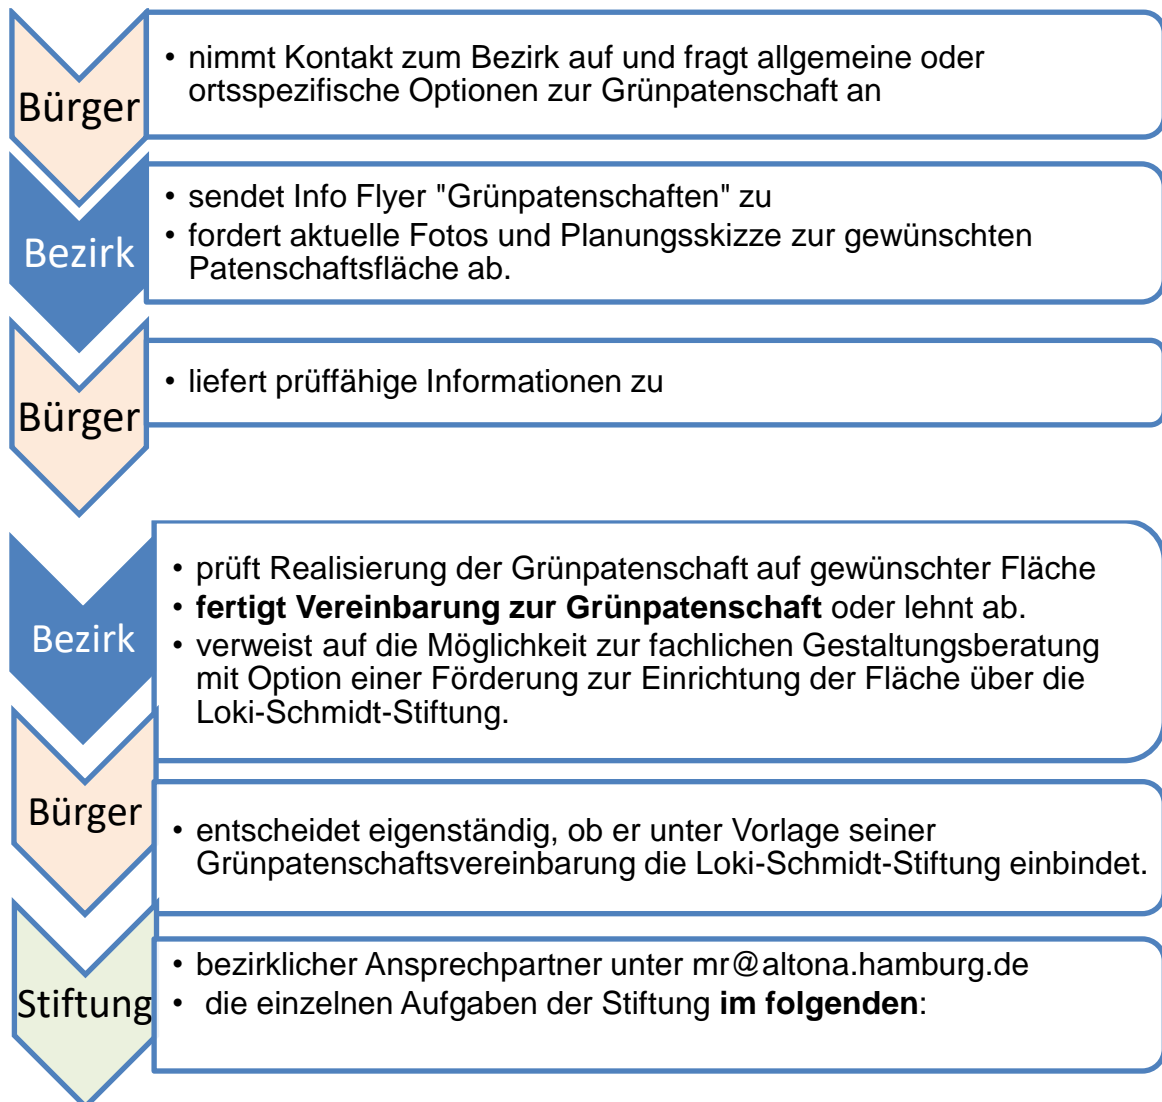 Bürger
• nimmt Kontakt zum Bezirk auf und fragt allgemeine oder
ortsspezifische Optionen zur Grünpatenschaft an
Bezirk
• sendet Info Flyer "Grünpatenschaften" zu
• fordert aktuelle Fotos und Planungsskizze zur gewünschten
Patenschaftsfläche ab.
Bürger
• liefert prüffähige Informationen zu
Bezirk
• prüft Realisierung der Grünpatenschaft auf gewünschter Fläche
• fertigt Vereinbarung zur Grünpatenschaft oder lehnt ab.
• verweist auf die Möglichkeit zur fachlichen Gestaltungsberatung
mit Option einer Förderung zur Einrichtung der Fläche über die
Loki-Schmidt-Stiftung.
Bürger
• entscheidet eigenständig, ob er unter Vorlage seiner
Grünpatenschaftsvereinbarung die Loki-Schmidt-Stiftung einbindet.
Stiftung
• bezirklicher Ansprechpartner unter mr@altona.hamburg.de
• die einzelnen Aufgaben der Stiftung im folgenden: